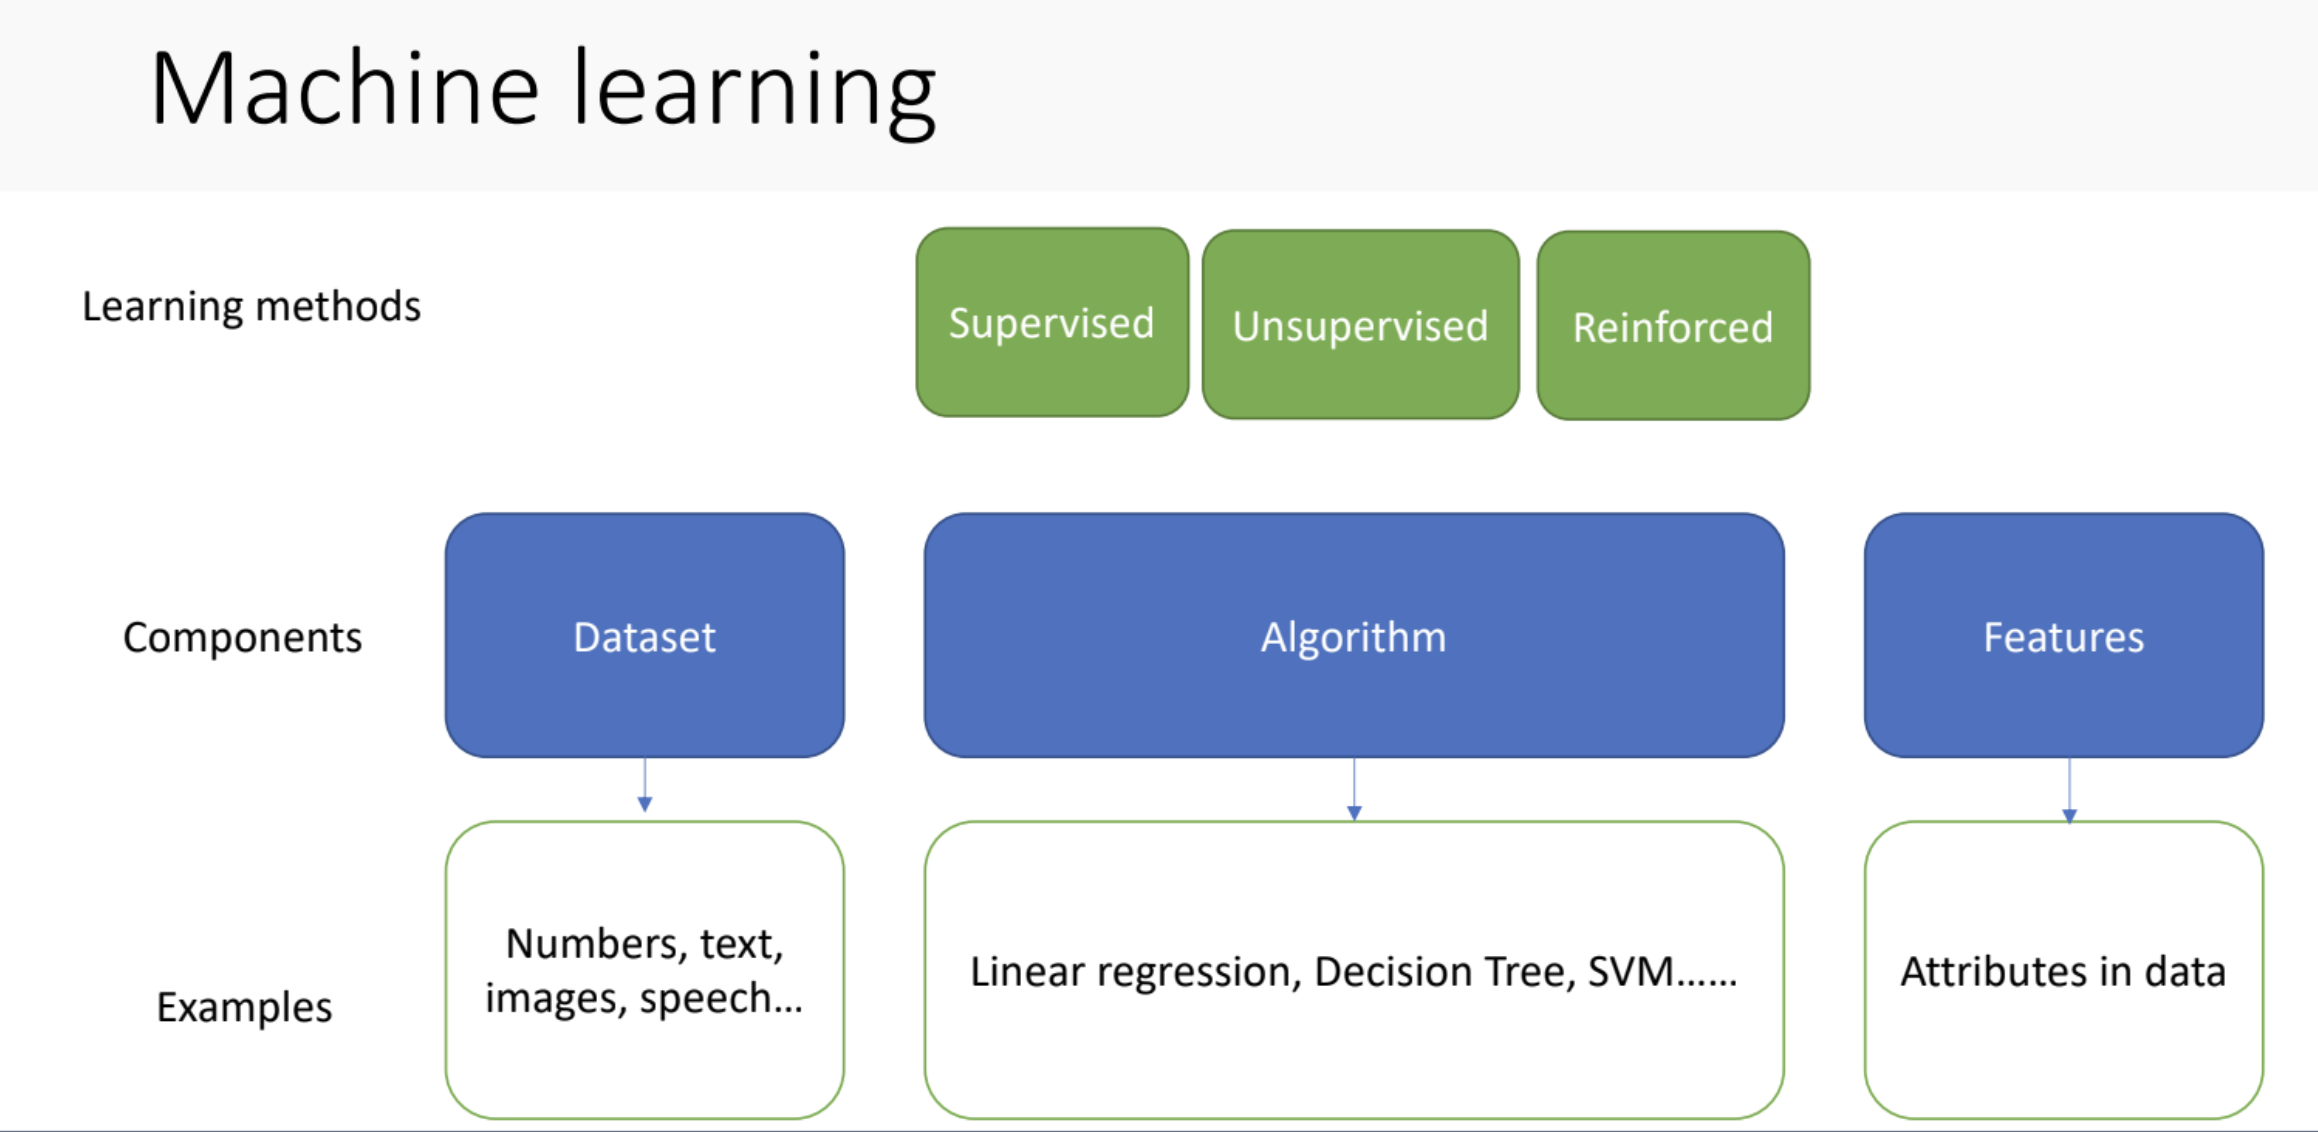 Machine learning
Learning methods
Supervised
Unsupervised
Reinforced
Components
Dataset
Algorithm
Features
Examples
Numbers, text,
images, speech...
Linear regression, Decision Tree, SVM......
Attributes in data